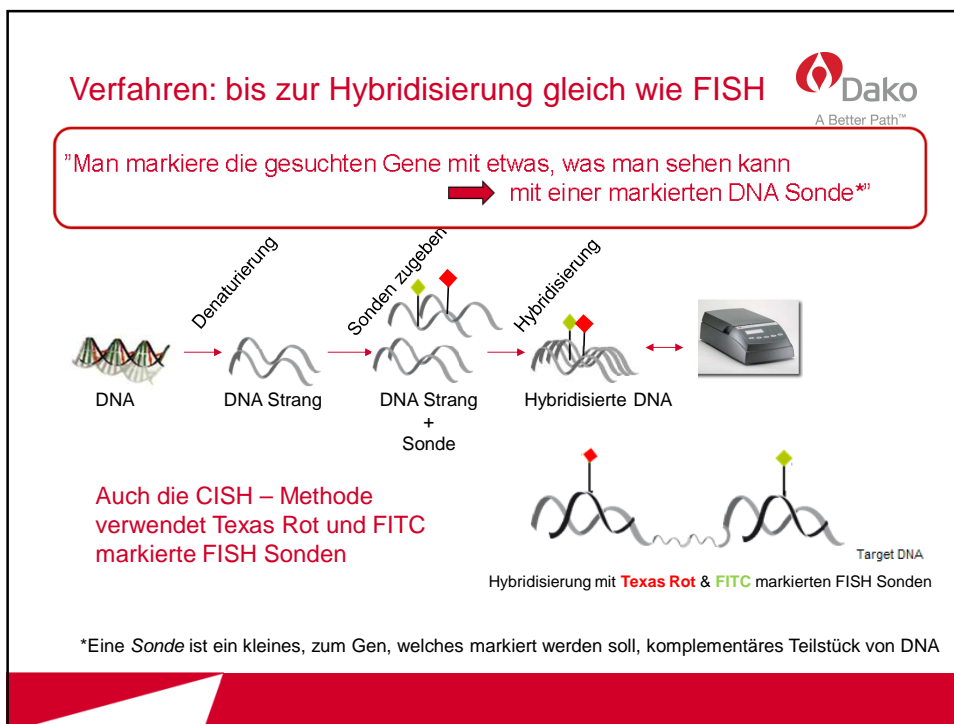 Verfahren: bis zur Hybridisierung gleich wie FISH
Dako
A Better Path™
"Man markiere die gesuchten Gene mit etwas, was man sehen kann
mit einer markierten DNA Sonde*"
Denaturierung
Sonden zugeben
Hybridisierung
DNA
DNA Strang
DNA Strang
+
Sonde
Hybridisierte DNA
Auch die CISH – Methode
verwendet Texas Rot und FITC
markierte FISH Sonden
Target DNA
Hybridisierung mit Texas Rot & FITC markierten FISH Sonden
*Eine Sonde ist ein kleines, zum Gen, welches markiert werden soll, komplementäres Teilstück von DNA